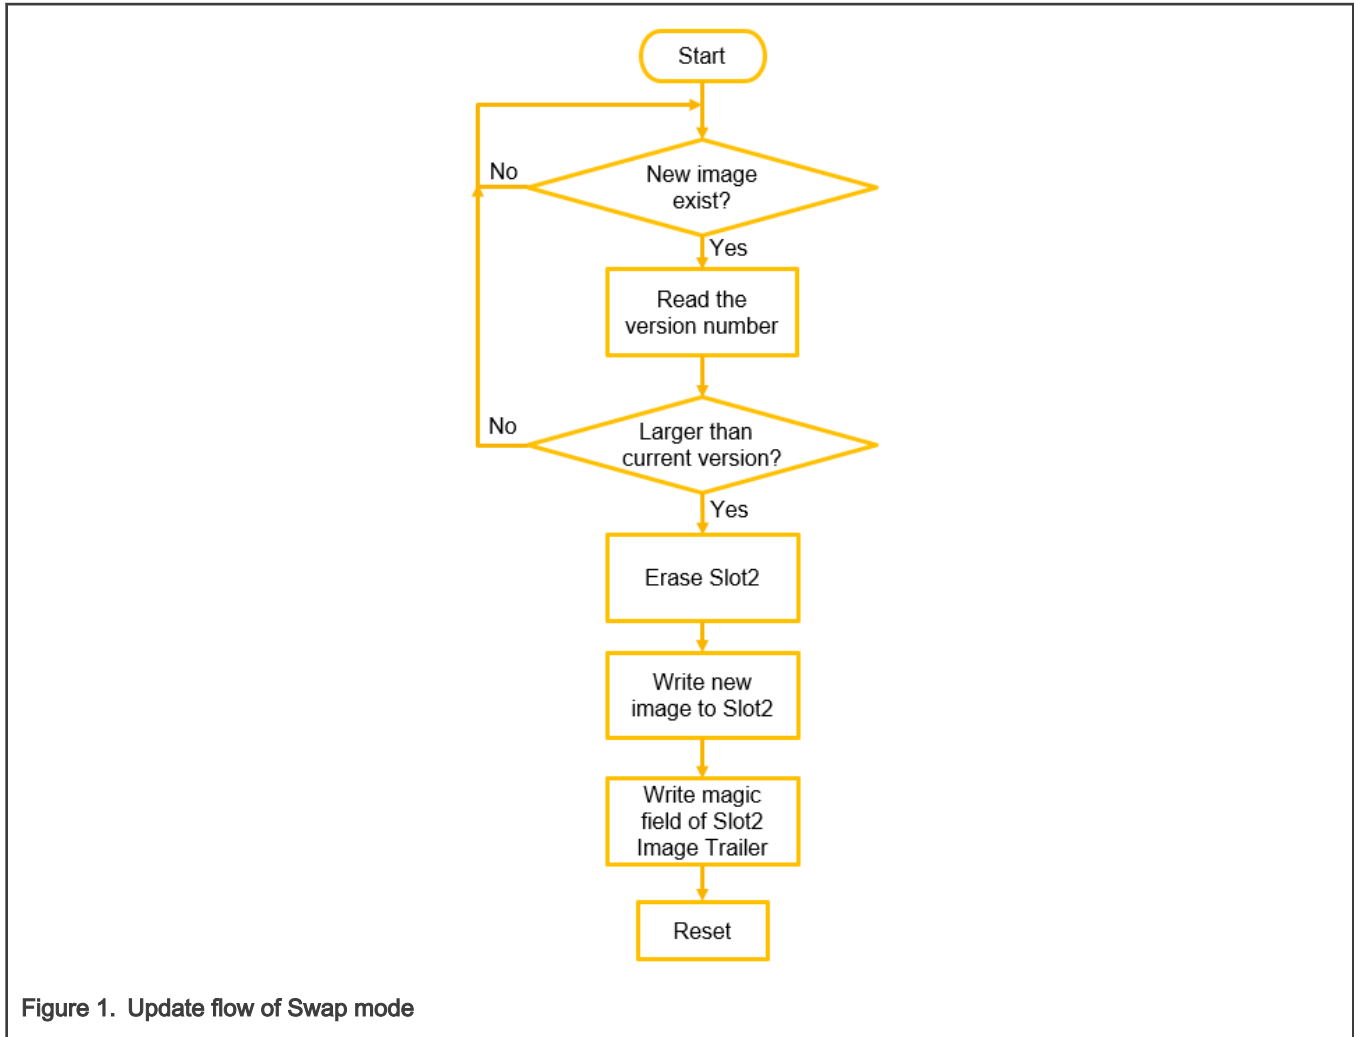 Start
No
New image
exist?
Yes
Read the
version number
No
Larger than
current version?
Yes
Erase Slot2
Write new
image to Slot2
Write magic
field of Slot2
Image Trailer
Reset
Figure 1. Update flow of Swap mode